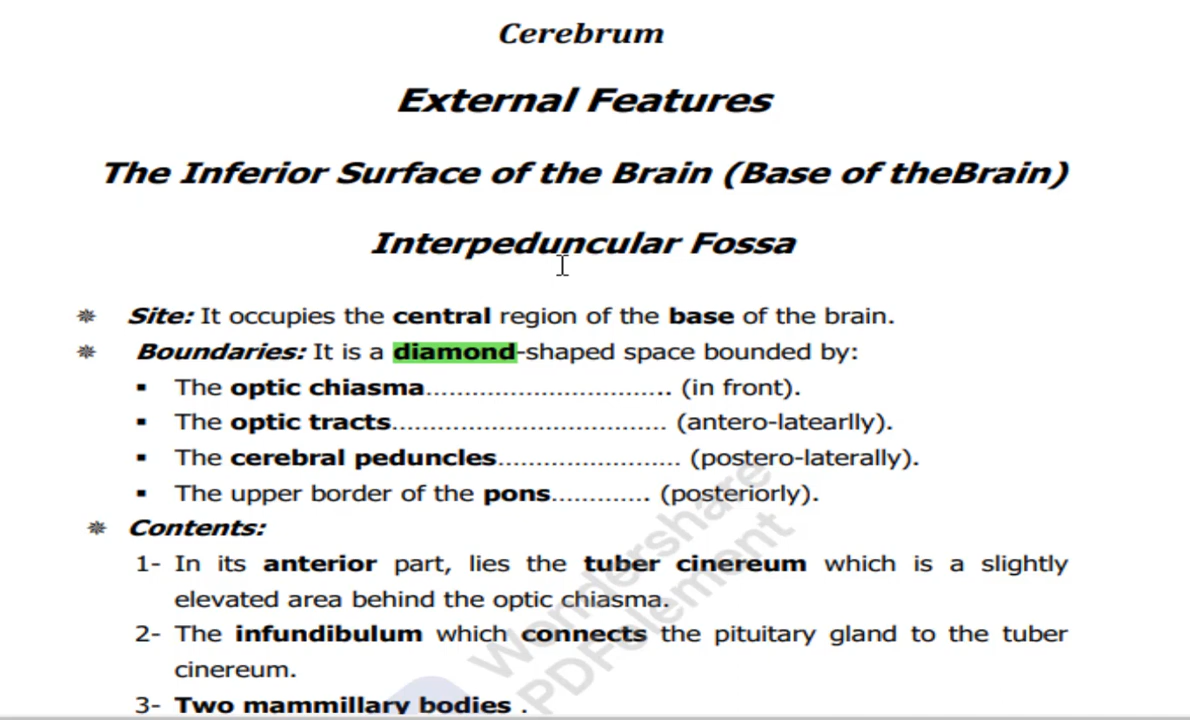 Cerebrum
External Features
The Inferior Surface of the Brain (Base of theBrain)
Interpeduncular Fossa
✵ Site: It occupies the central region of the base of the brain.
✵ Boundaries: It is a diamond-shaped space bounded by:
▪ The optic chiasma................................ (in front).
▪ The optic tracts.................................... (antero-latearlly).
▪ The cerebral peduncles........................ (postero-laterally).
▪ The upper border of the pons............. (posteriorly).
✵ Contents:
1- In its anterior part, lies the tuber cinereum which is a slightly
elevated area behind the optic chiasma.
2- The infundibulum which connects the pituitary gland to the tuber
cinereum.
3- Two mammillary bodies .
Wondershare
PDFelement